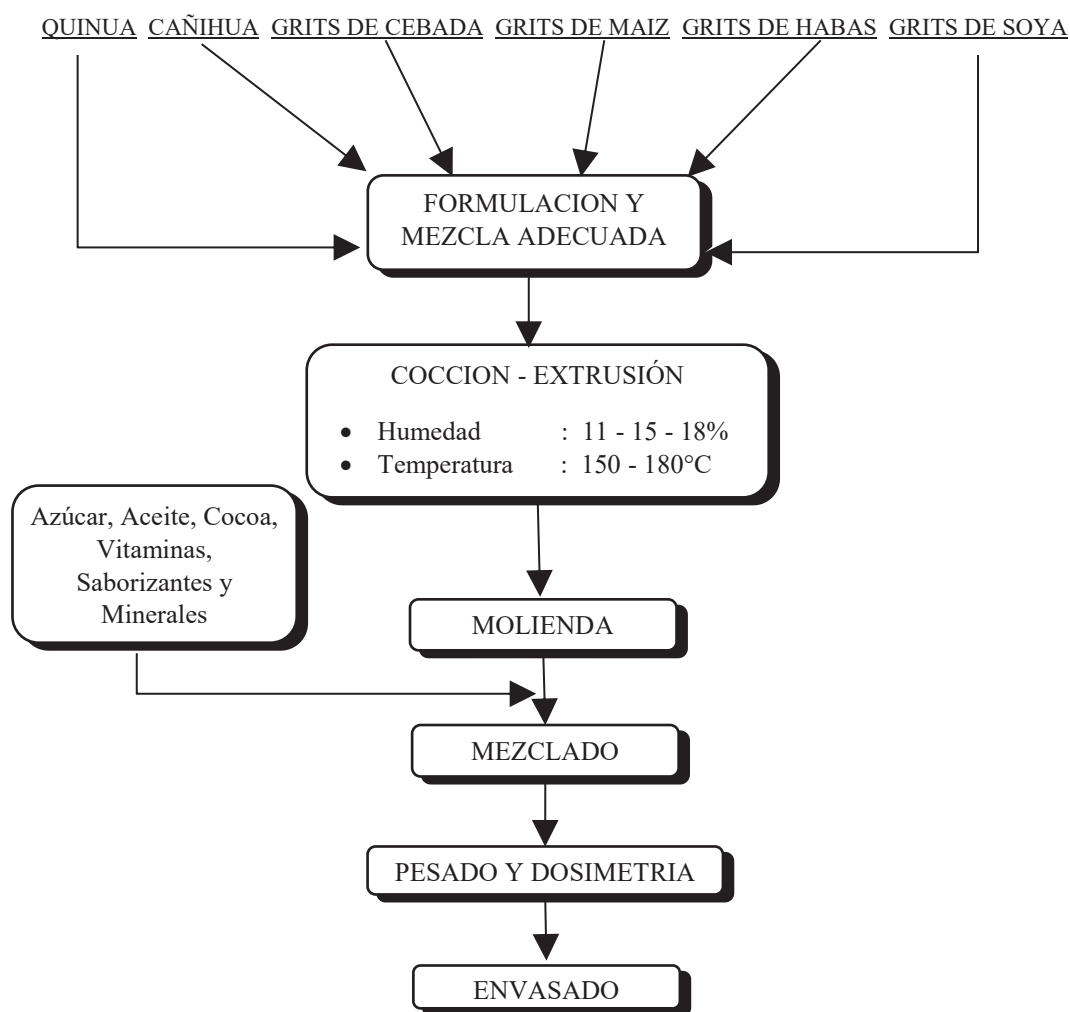 QUINUA CAÑIHUA GRITS DE CEBADA GRITS DE MAIZ GRITS DE HABAS GRITS DE SOYA
FORMULACION Y
MEZCLA ADECUADA
COCCION - EXTRUSIÓN
• Humedad : 11 - 15 - 18%
• Temperatura : 150 - 180°C
Azúcar, Aceite, Cocoa,
Vitaminas,
Saborizantes y
Minerales
MOLIENDA
MEZCLADO
PESADO Y DOSIMETRIA
ENVASADO